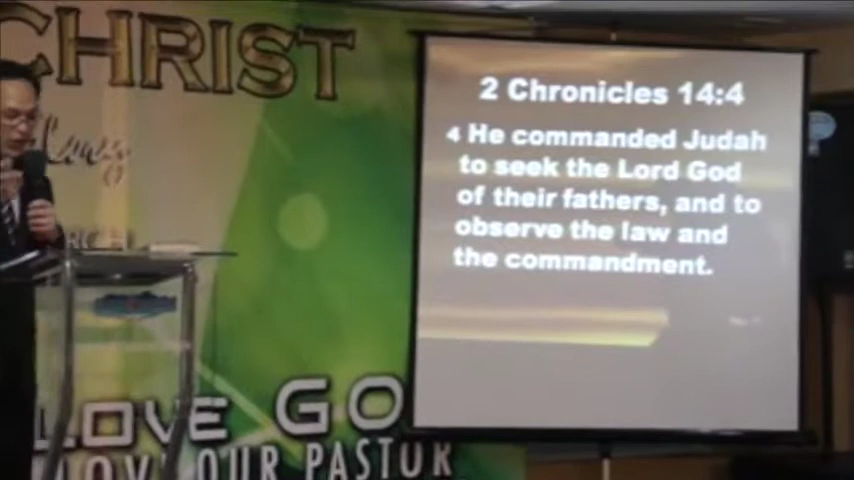 CHRIST
2 Chronicles 14:4
4 He commanded Judah
to seek the Lord God
of their fathers, and to
observe the law and
the commandment.
LOVE GO
LOVE OUR PASTOR